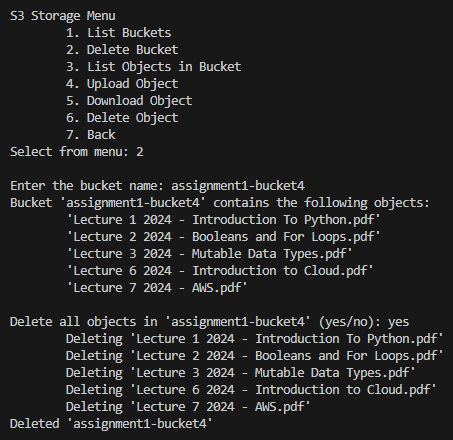 S3 Storage Menu
1. List Buckets
2. Delete Bucket
3. List Objects in Bucket
4. Upload Object
5. Download Object
6. Delete Object
7. Back
Select from menu: 2
Enter the bucket name: assignment1-bucket4
Bucket 'assignment1-bucket4' contains the following objects:
'Lecture 1 2024 - Introduction To Python.pdf'
'Lecture 2 2024 - Booleans and For Loops.pdf'
'Lecture 3 2024 - Mutable Data Types.pdf'
'Lecture 6 2024 - Introduction to Cloud.pdf'
'Lecture 7 2024 - AWS.pdf'
Delete all objects in 'assignment1-bucket4' (yes/no): yes
Deleting 'Lecture 1 2024 - Introduction To Python.pdf'
Deleting 'Lecture 2 2024 - Booleans and For Loops.pdf'
Deleting 'Lecture 3 2024 - Mutable Data Types.pdf'
Deleting 'Lecture 6 2024 - Introduction to Cloud.pdf'
Deleting 'Lecture 7 2024 - AWS.pdf'
Deleted 'assignment1-bucket4'